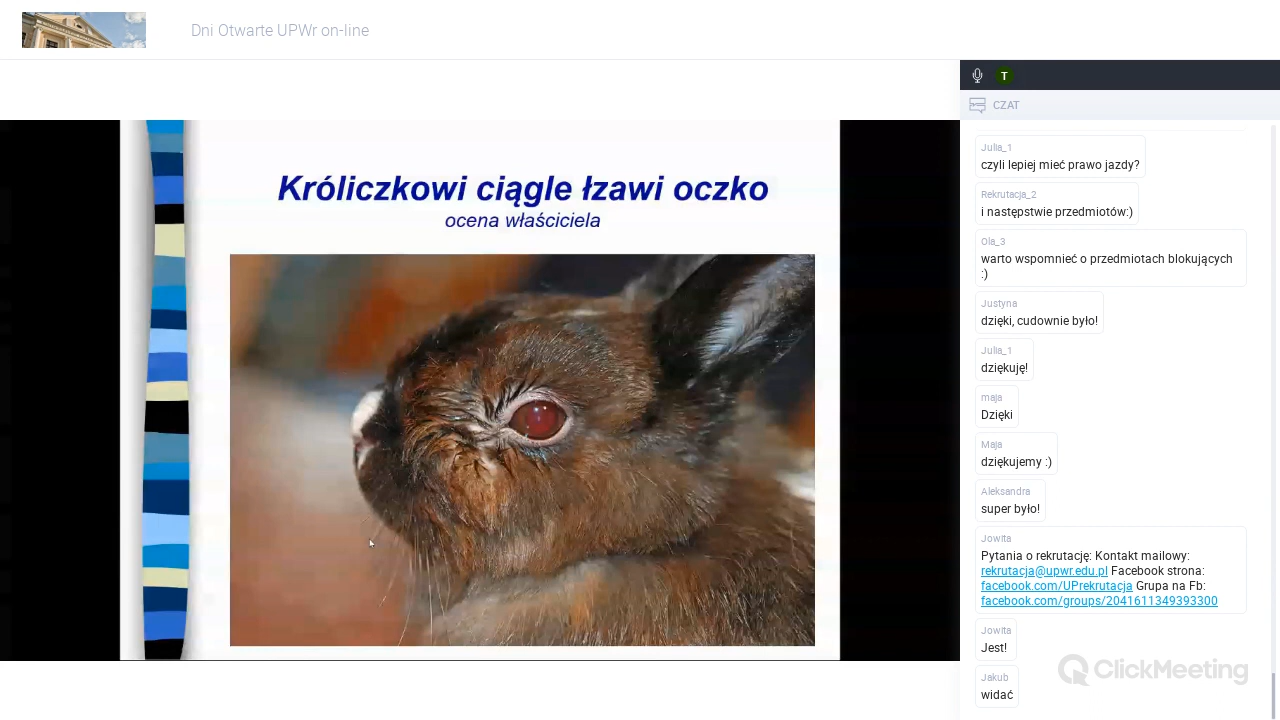 Dni Otwarte UPWr on-line
T
CZAT
Króliczkowi ciągle łzawi oczko
ocena właściciela
Julia_1
czyli lepiej mieć prawo jazdy?
Rekrutacja_2
i następstwie przedmiotów:)
Ola_3
warto wspomnieć o przedmiotach blokujących
:)
Justyna
dzięki, cudownie było!
Julia_1
dziękuję!
maja
Dzięki
Maja
dziękujemy :)
Aleksandra
super było!
Jowita
Pytania o rekrutację: Kontakt mailowy:
rekrutacja@upwr.edu.pl Facebook strona:
facebook.com/UPrekrutacja Grupa na Fb:
facebook.com/groups/2041611349393300
Jowita
Jest!
Jakub
widać
ClickMeeting